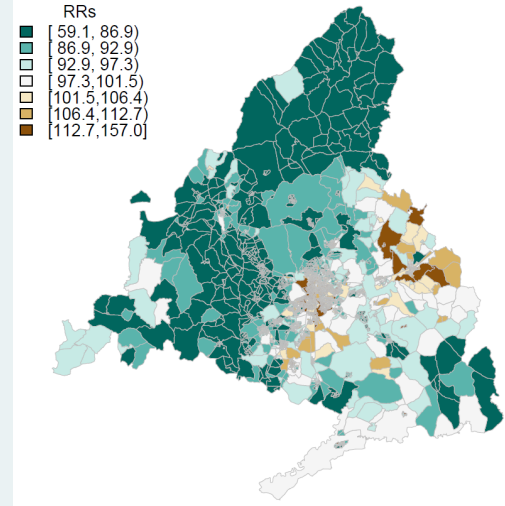 RRs
[ 59.1, 86.9)
[ 86.9, 92.9)
[ 92.9, 97.3)
[ 97.3,101.5)
[101.5,106.4)
[106.4,112.7)
[112.7,157.0]